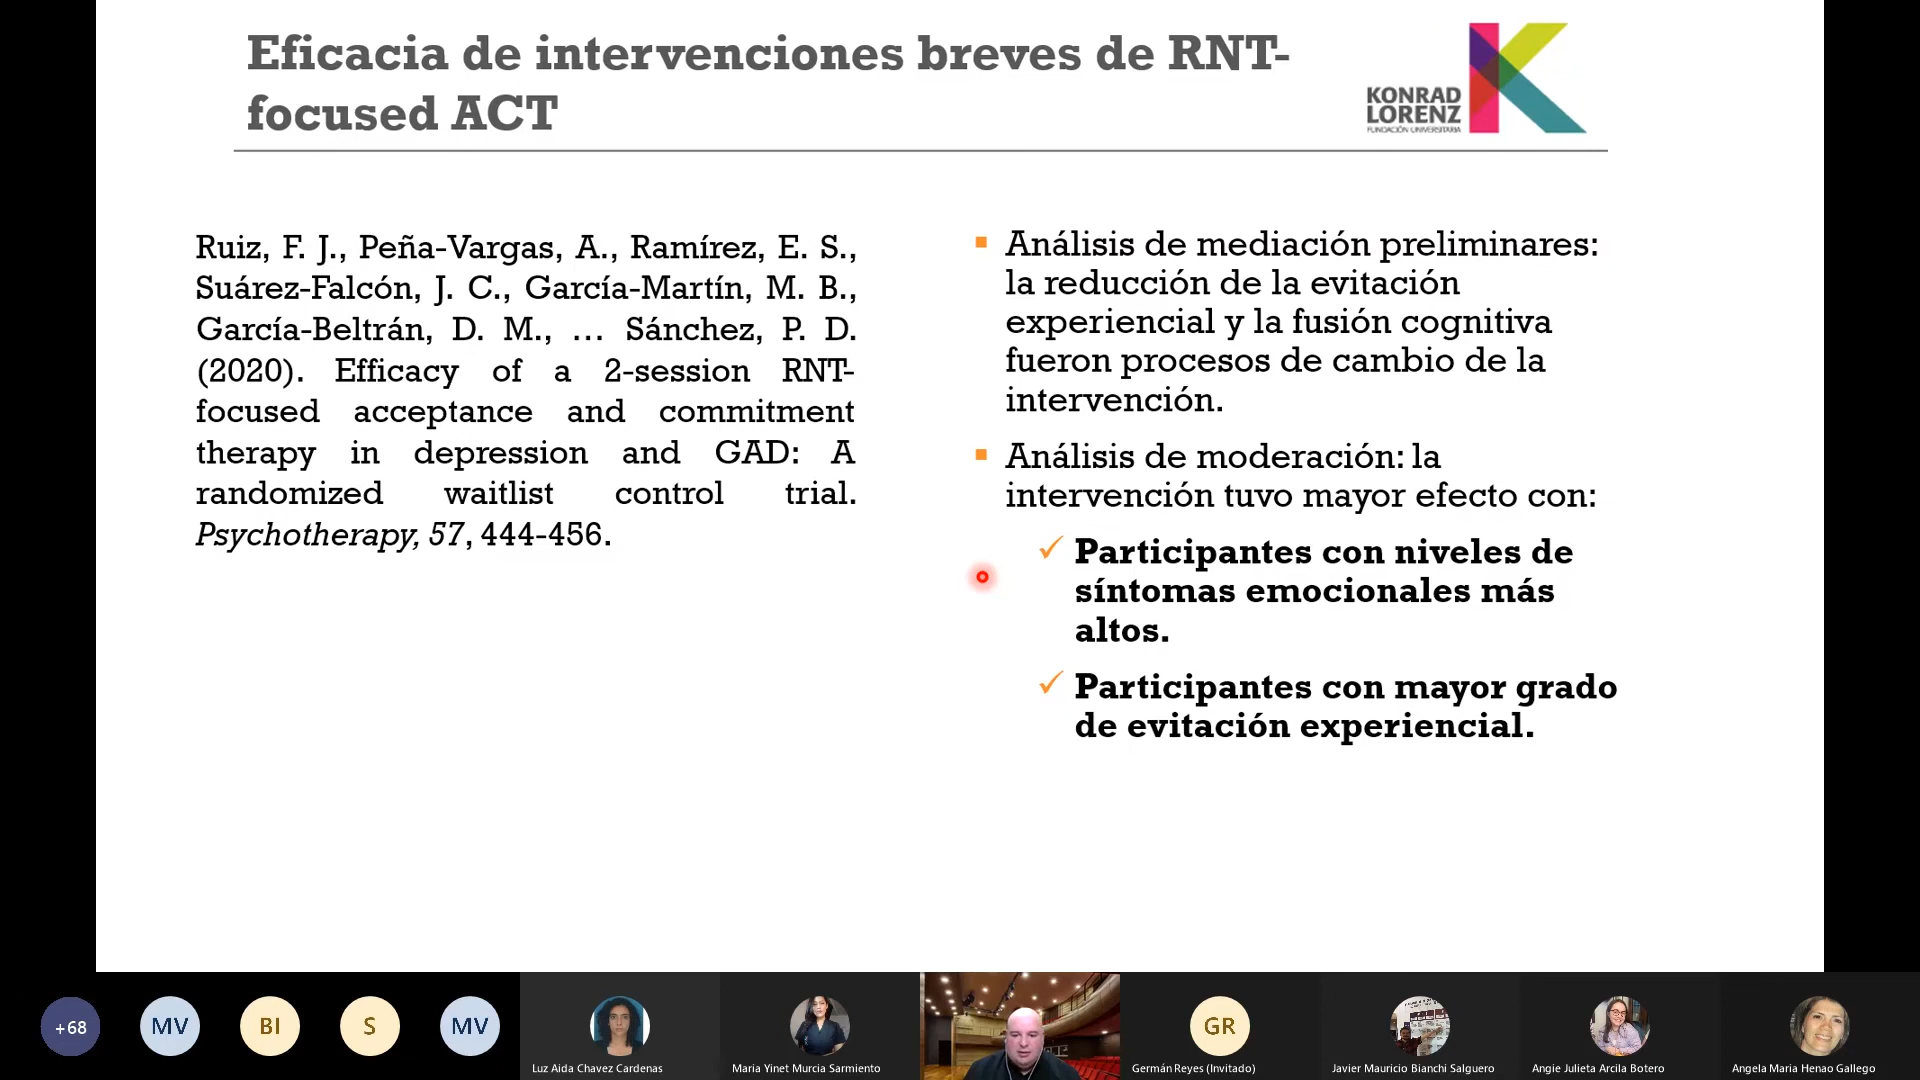 Eficacia de intervenciones breves de RNT-
focused ACT
KONRAD
LORENZ
FUNDACIÓN UNIVERSITARIA
Ruiz, F. J., Peña-Vargas, A., Ramírez, E. S.,
Suárez-Falcón, J. C., García-Martín, M. B.,
García-Beltrán, D. M., … Sánchez, P. D.
(2020). Efficacy of a 2-session RNT-
focused acceptance and commitment
therapy in depression and GAD: A
randomized waitlist control trial.
Psychotherapy, 57, 444-456.
Análisis de mediación preliminares:
la reducción de la evitación
experiencial y la fusión cognitiva
fueron procesos de cambio de la
intervención.
Análisis de moderación: la
intervención tuvo mayor efecto con:
Participantes con niveles de
síntomas emocionales más
altos.
Participantes con mayor grado
de evitación experiencial.
+68
MV
BI
S
MV
GR
Luz Aida Chavez Cardenas
Maria Yinet Murcia Sarmiento
Germán Reyes (Invitado)
Javier Mauricio Bianchi Salguero
Angie Julieta Arcila Botero
Angela Maria Henao Gallego